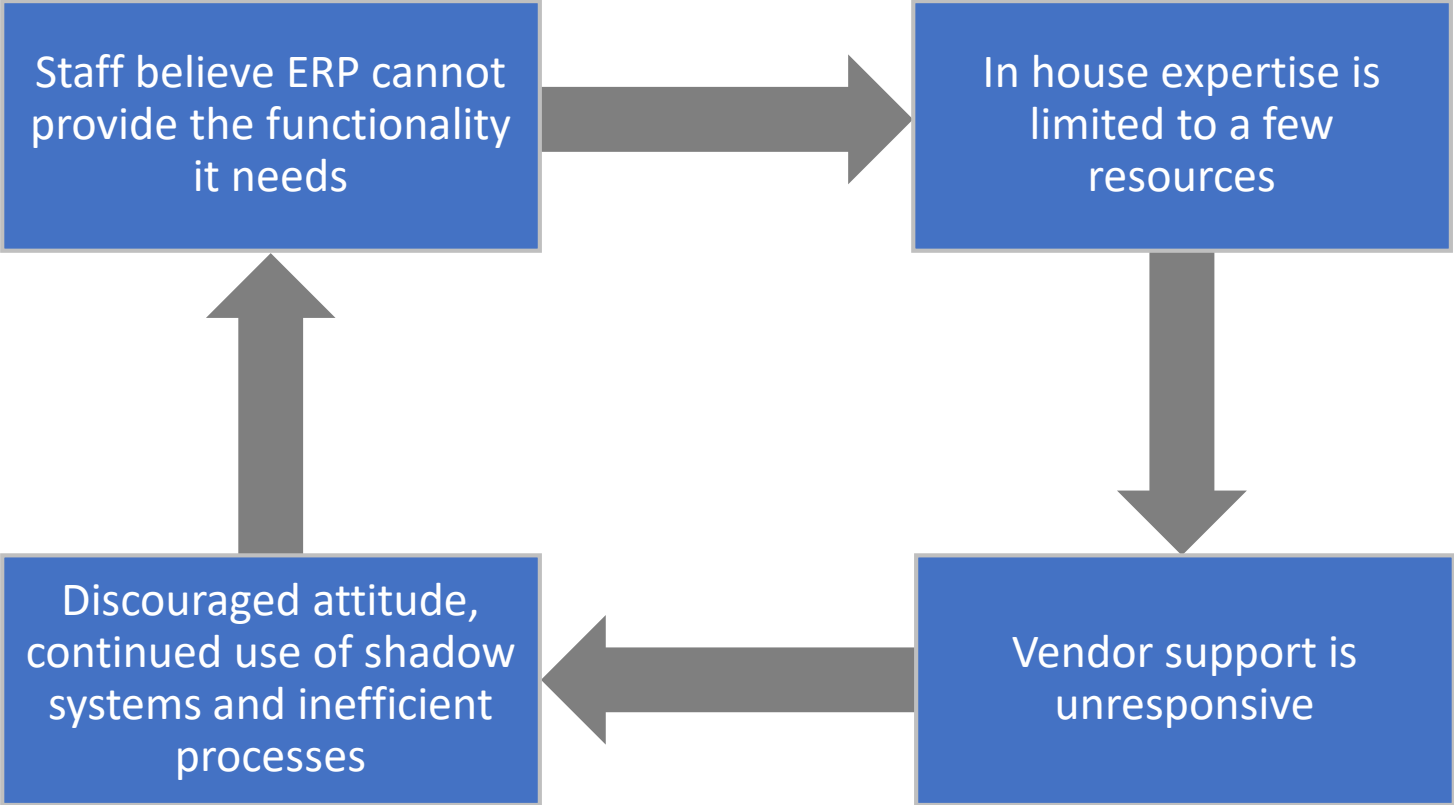 Staff believe ERP cannot
provide the functionality
it needs
In house expertise is
limited to a few
resources
Discouraged attitude,
continued use of shadow
systems and inefficient
processes
Vendor support is
unresponsive